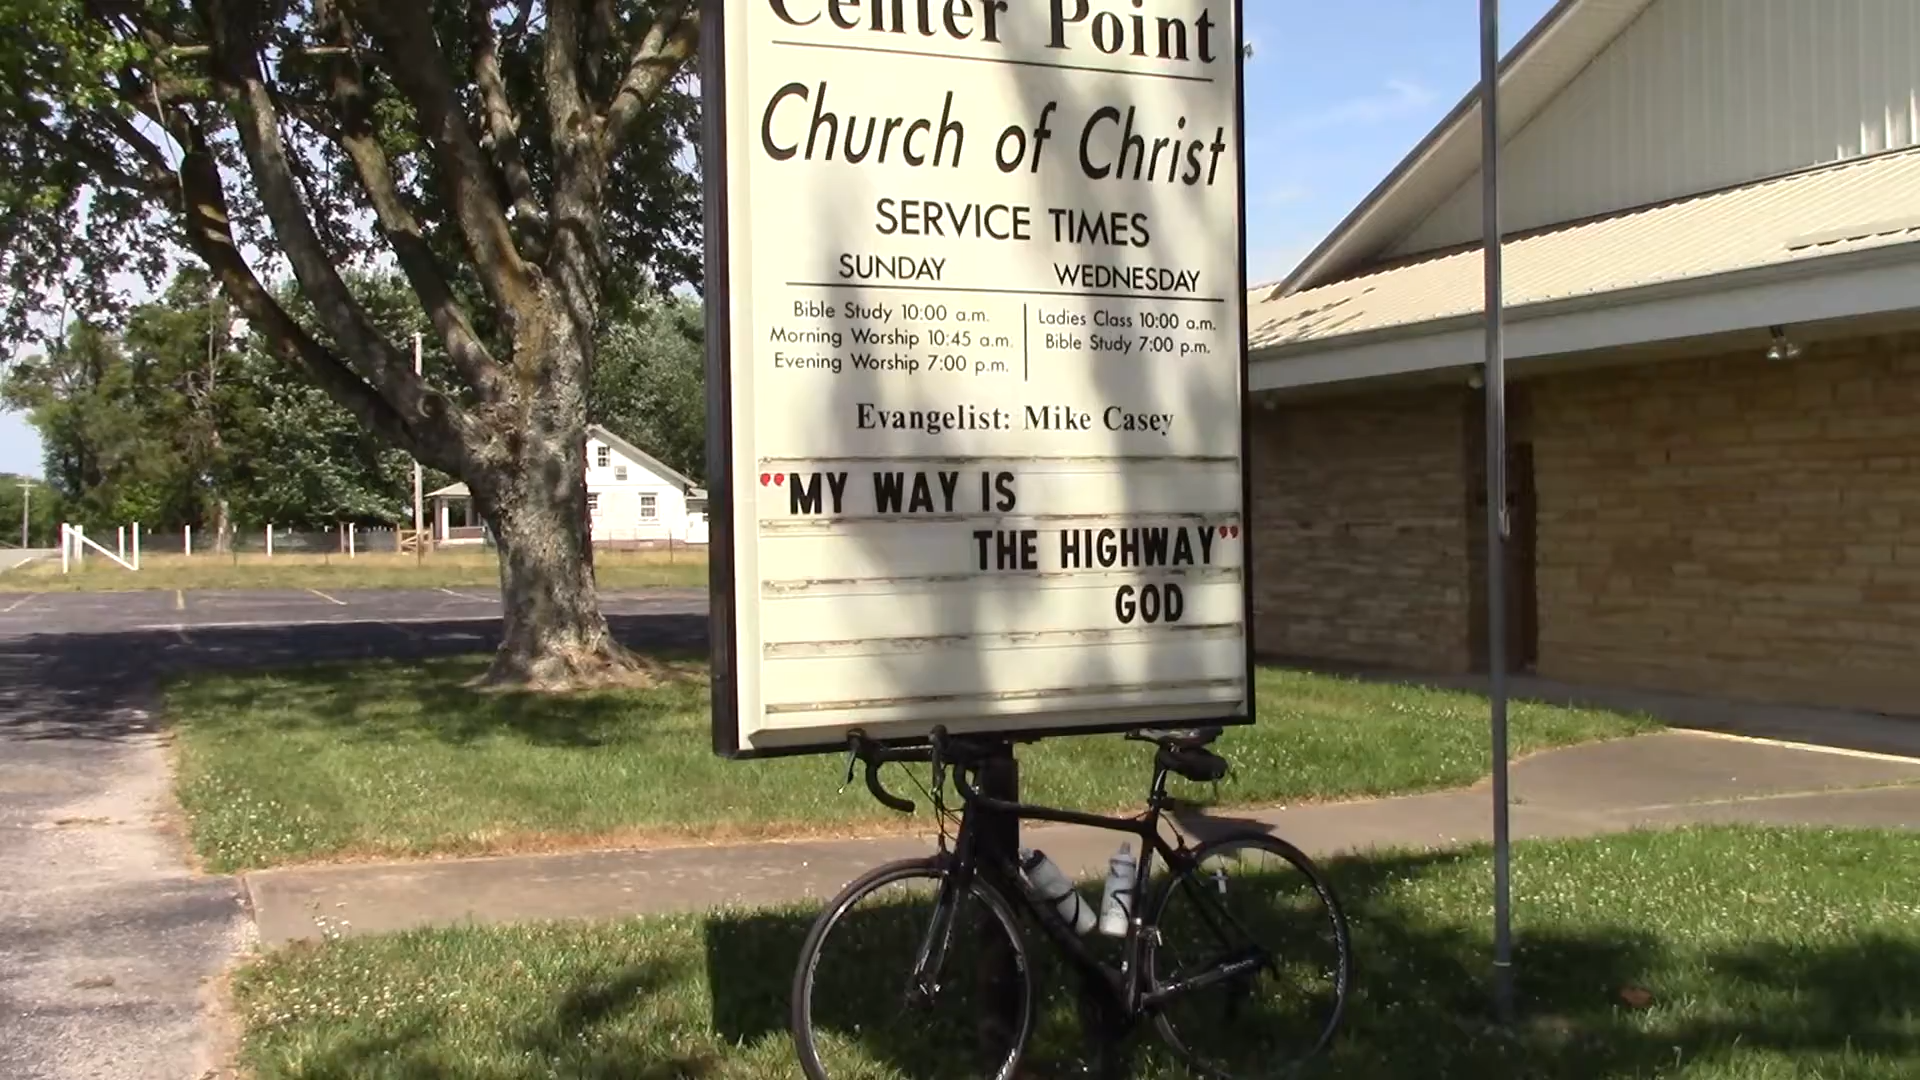 Center Point
Church of Christ
SERVICE TIMES
SUNDAY
Bible Study 10:00 a.m.
Morning Worship 10:45 a.m.
Evening Worship 7:00 p.m.
WEDNESDAY
Ladies Class 10:00 a.m.
Bible Study 7:00 p.m.
Evangelist: Mike Casey
"MY WAY IS
THE HIGHWAY"
GOD